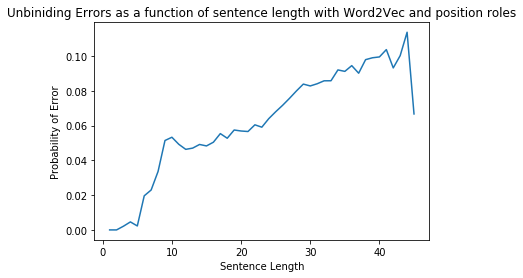 Unbiniding Errors as a function of sentence length with Word2Vec and position roles
0.10
0.08
0.06
0.04
0.02
0.00
Probability of Error
0 10 20 30 40
Sentence Length